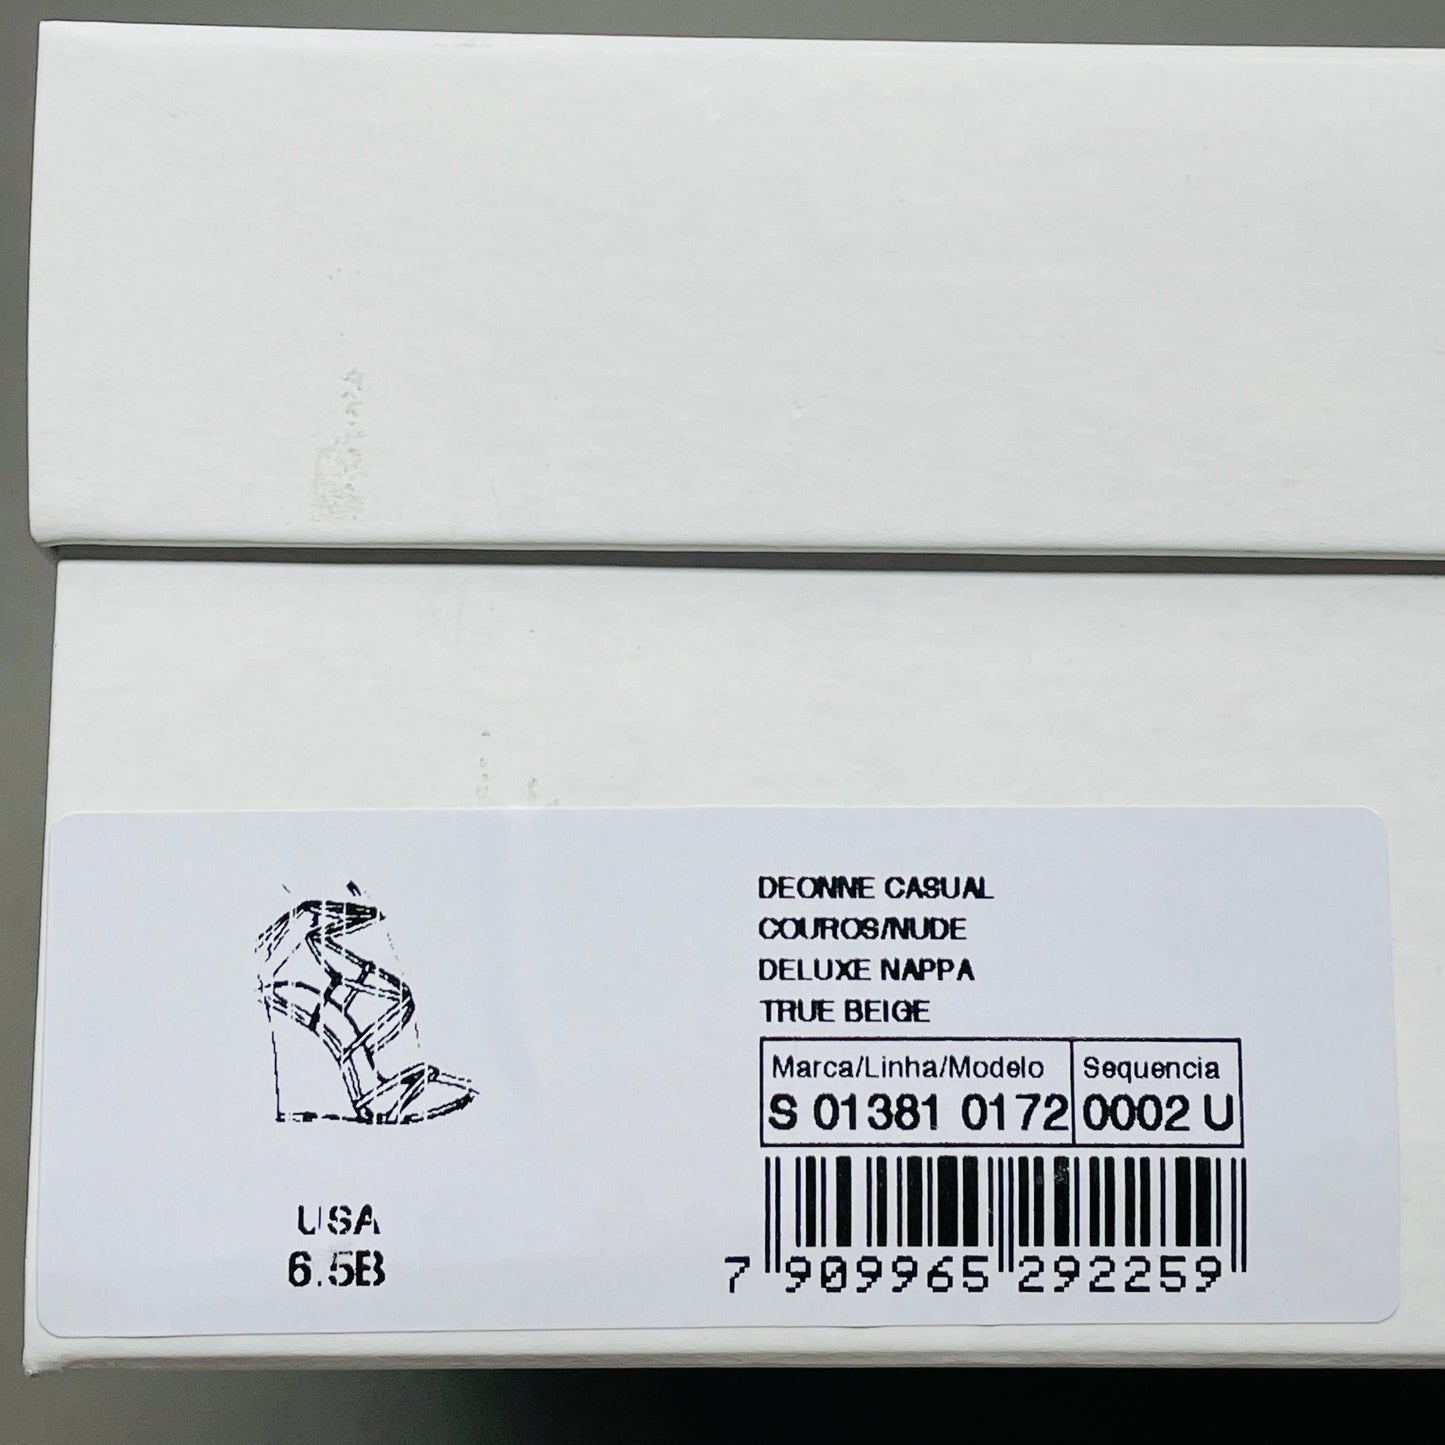 DEONNE CASUAL
COUROS/NUDE
DELUXE NAPPA
TRUE BEIGE
Marca/Linha/Modelo Sequencia
S 01381 0172 0002 U
7 909965 292259
USA
6.5B